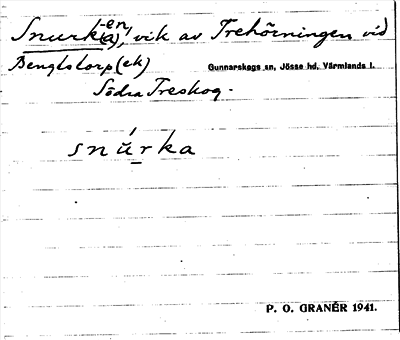 Snurk(-en)(a), vik av Trehörningen vid
Bengtstorp (ek) Gunnarskogs sn, Jösse hd, Värmlands l.
Södra Treskog.
snúrka
P. O. GRANÉR 1941.